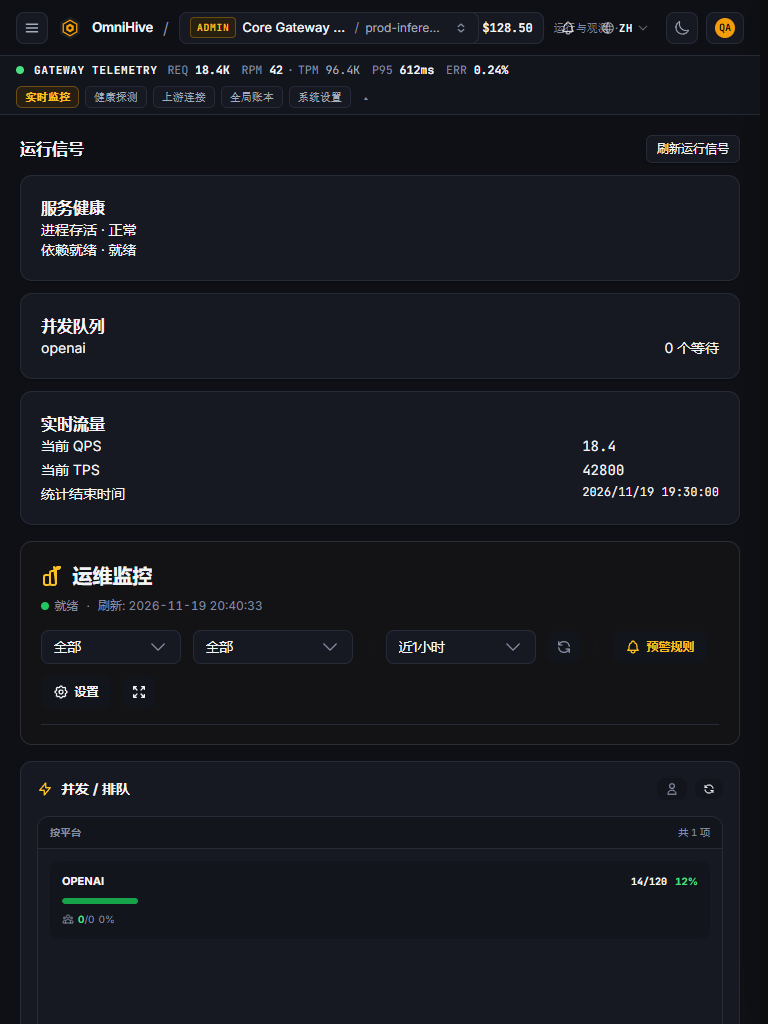 OmniHive / ADMIN Core Gateway ... / prod-infere... $128.50 运行与观测 · ZH QA
GATEWAY TELEMETRY REQ 18.4K RPM 42 · TPM 96.4K P95 612ms ERR 0.24%
实时监控 健康探测 上游连接 全局账本 系统设置
运行信号 刷新运行信号
服务健康
进程存活 · 正常
依赖就绪 · 就绪
并发队列
openai 0 个等待
实时流量
当前 QPS 18.4
当前 TPS 42800
统计结束时间 2026/11/19 19:30:00
运维监控
就绪 · 刷新: 2026-11-19 20:40:33
全部 全部 近1小时 预警规则
设置
并发 / 排队
按平台 共 1 项
OPENAI 14/120 12%
0/0 0%